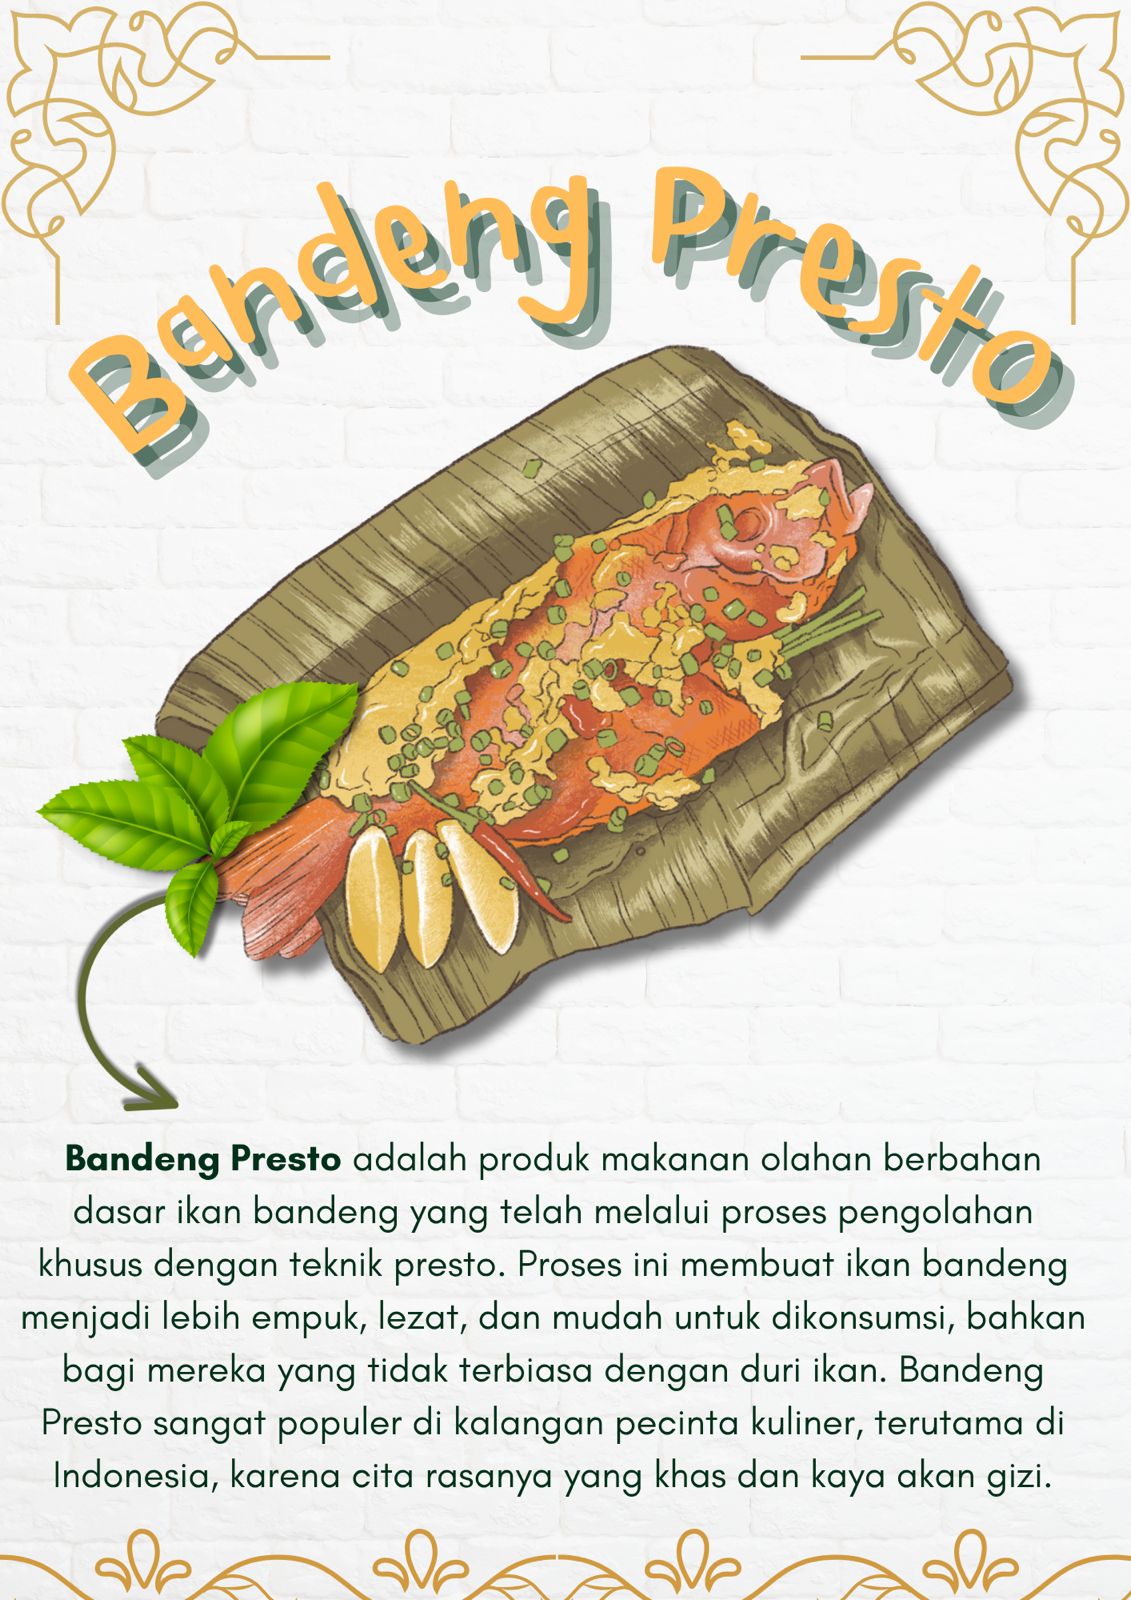 Bandeng Presto
Bandeng Presto adalah produk makanan olahan berbahan
dasar ikan bandeng yang telah melalui proses pengolahan
khusus dengan teknik presto. Proses ini membuat ikan bandeng
menjadi lebih empuk, lezat, dan mudah untuk dikonsumsi, bahkan
bagi mereka yang tidak terbiasa dengan duri ikan. Bandeng
Presto sangat populer di kalangan pecinta kuliner, terutama di
Indonesia, karena cita rasanya yang khas dan kaya akan gizi.